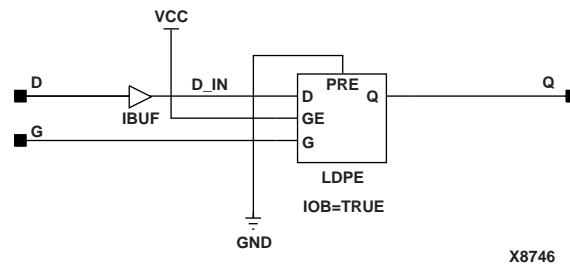 VCC
D
D_IN
PRE
Q
D
Q
IBUF
GE
G
G
LDPE
IOB=TRUE
GND
X8746